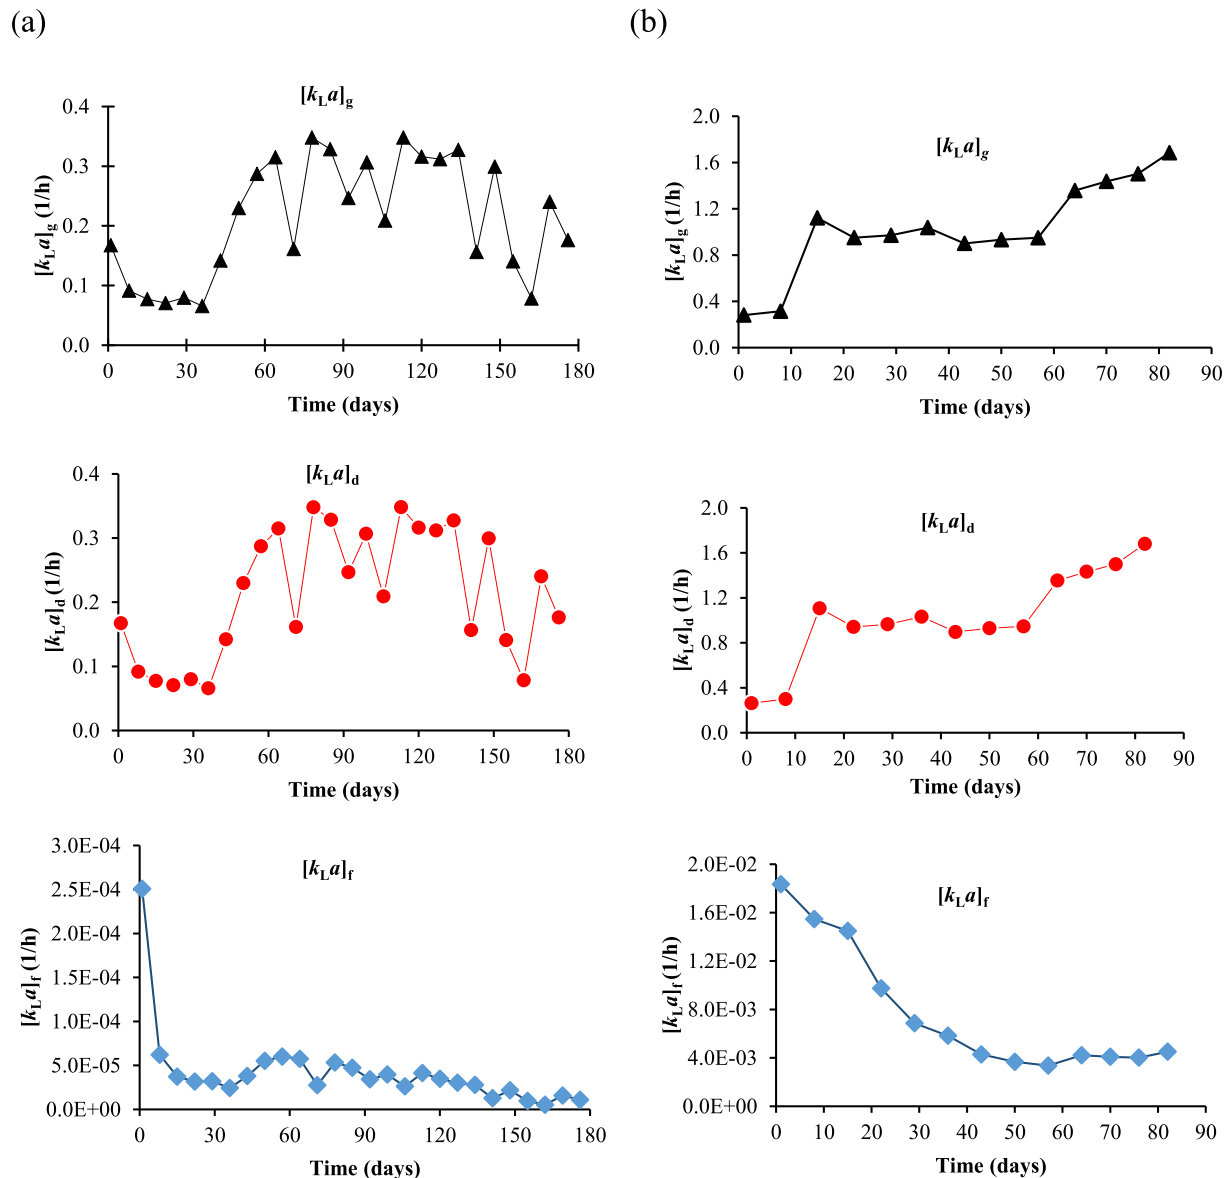 (a)
(b)
[kLa]g
0.4
0.3
0.2
0.1
0.0
[kLa]g (1/h)
0 30 60 90 120 150 180
Time (days)
[kLa]g
2.0
1.6
1.2
0.8
0.4
0.0
[kLa]g (1/h)
0 10 20 30 40 50 60 70 80 90
Time (days)
[kLa]d
0.4
0.3
0.2
0.1
0.0
[kLa]d (1/h)
0 30 60 90 120 150 180
Time (days)
[kLa]d
2.0
1.6
1.2
0.8
0.4
0.0
[kLa]d (1/h)
0 10 20 30 40 50 60 70 80 90
Time (days)
[kLa]f
3.0E-04
2.5E-04
2.0E-04
1.5E-04
1.0E-04
5.0E-05
0.0E+00
[kLa]f (1/h)
0 30 60 90 120 150 180
Time (days)
[kLa]f
2.0E-02
1.6E-02
1.2E-02
8.0E-03
4.0E-03
0.0E+00
[kLa]f (1/h)
0 10 20 30 40 50 60 70 80 90
Time (days)